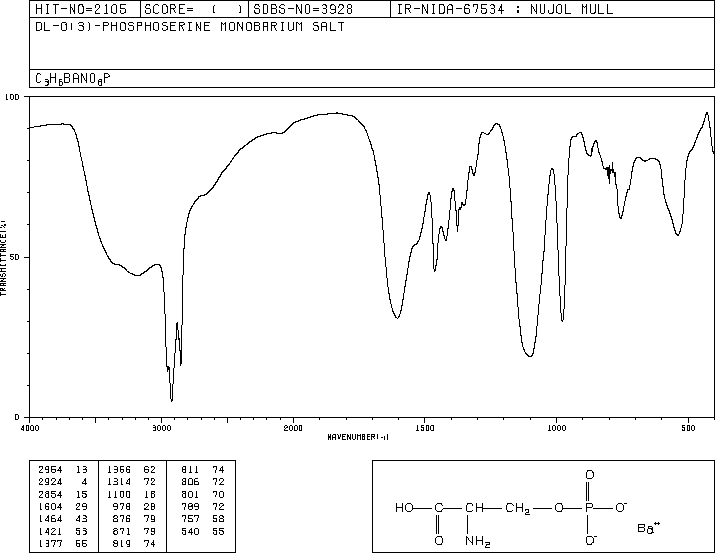 HIT-NO=2105 SCORE= ( ) SDBS-NO=3928 IR-NIDA-67534 : NUJOL MULL
DL-O(3)-PHOSPHOSERINE MONOBARIUM SALT
C3H6BANO6P
100
TRANSMITTANCE(%)
50
0
4000 3000 2000 1500 1000 500
WAVENUMBER(-1)
2954 13 1366 62 811 74
2924 4 1314 72 806 72
2854 15 1100 18 801 70
1604 29 978 28 789 72
1464 43 876 79 757 58
1421 53 871 79 540 55
1377 55 819 74
O
HO C CH CH2 O P O-
O NH2 O- Ba++